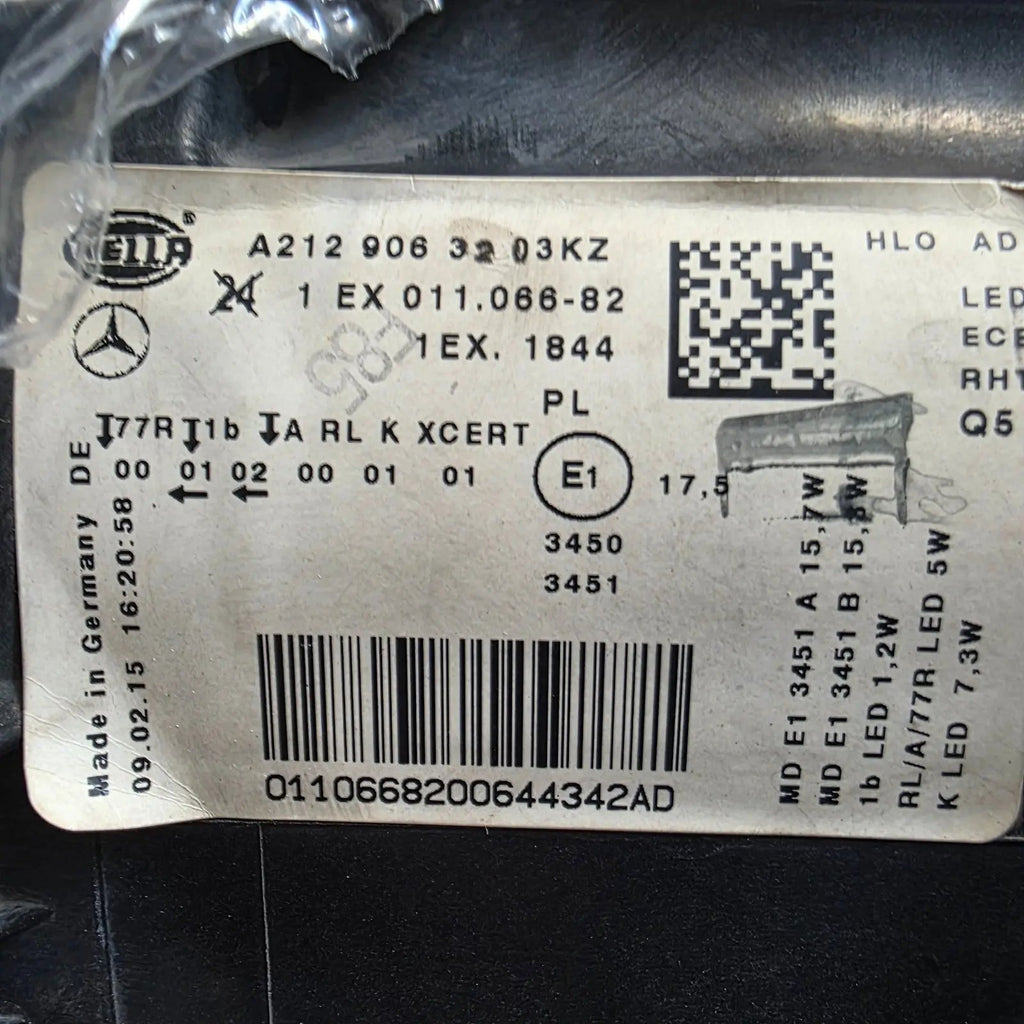 HELLA®
A212 906 3 03KZ
24 1 EX 011.066-82
1EX. 1844
F85
HLO AD
LED
ECE
RHT
Q5
PL
77R 1b A RL K XCERT
00 01 02 00 01 01
E1
17,5
3450
3451
Made in Germany DE
09.02.15 16:20:58
MD E1 3451 A 15,7W
MD E1 3451 B 15, W
1b LED 1,2W
RL/A/77R LED 5W
K LED 7,3W
0110668200644342AD